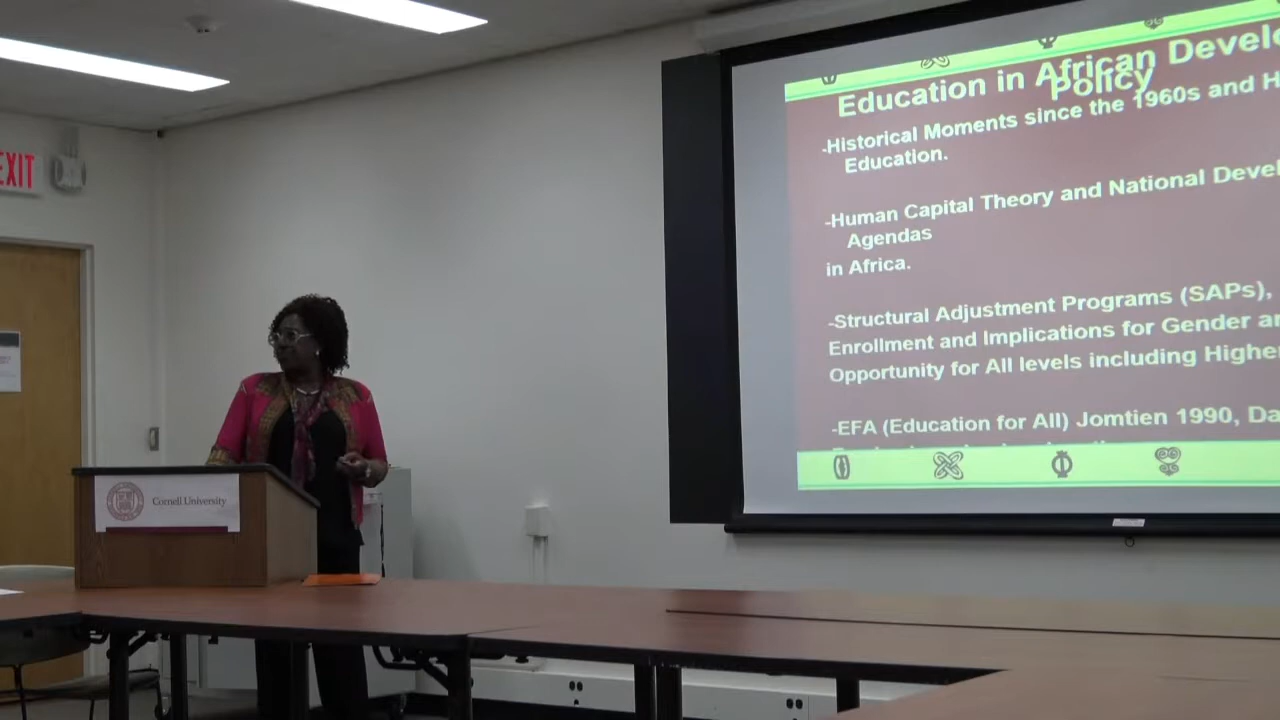 EXIT
Education in African Develo
Policy
-Historical Moments since the 1960s and H
Education.
-Human Capital Theory and National Devel
Agendas
in Africa.
-Structural Adjustment Programs (SAPs),
Enrollment and Implications for Gender an
Opportunity for All levels including Highe
-EFA (Education for All) Jomtien 1990, Da
Cornell University